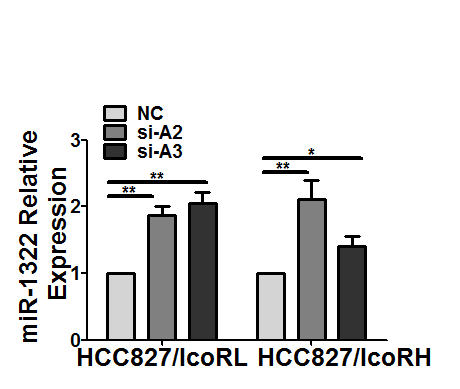 NC
si-A2
si-A3
miR-1322 Relative
Expression
3
2
1
0
**
**
*
**
HCC827/IcoRL
HCC827/IcoRH